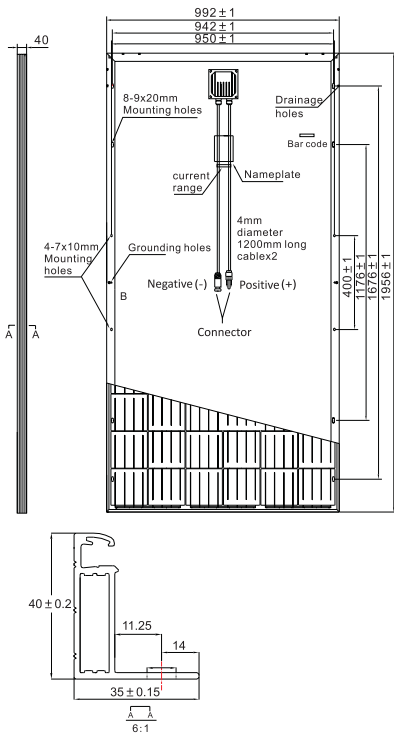 992±1
942±1
950±1
40
8-9x20mm
Mounting holes
Drainage
holes
Bar code
current
range
Nameplate
4mm
diameter
1200mm long
cablex2
4-7x10mm
Mounting
holes
Grounding holes
B
Negative (-)
Positive (+)
Connector
400±1
1176±1
1676±1
1956±1
A
A
40±0.2
11.25
14
35±0.15
A A
6:1